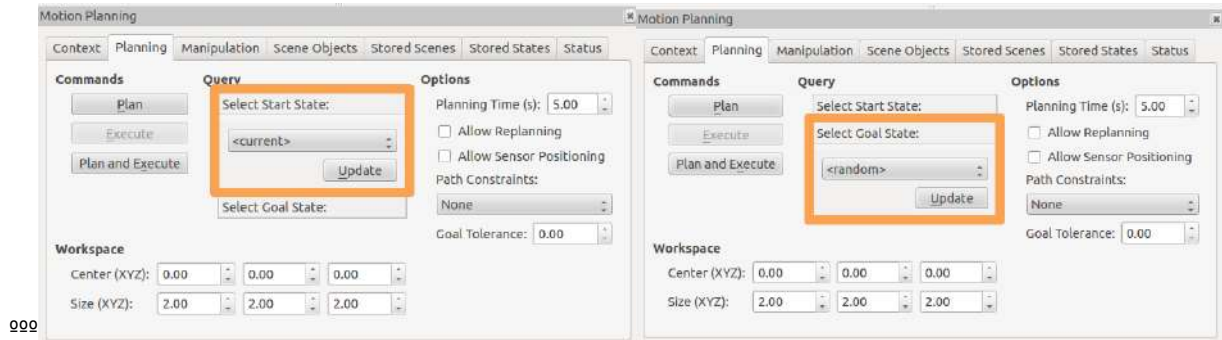 Motion Planning
Context Planning Manipulation Scene Objects Stored Scenes Stored States Status
Commands Query Options
Plan Select Start State: Planning Time (s): 5.00
Execute <current> Allow Replanning
Plan and Execute Update Allow Sensor Positioning
Path Constraints:
Select Goal State: None
Goal Tolerance: 0.00
Workspace
Center (XYZ): 0.00 0.00 0.00
Size (XYZ): 2.00 2.00 2.00
Motion Planning
Context Planning Manipulation Scene Objects Stored Scenes Stored States Status
Commands Query Options
Plan Select Start State: Planning Time (s): 5.00
Execute Select Goal State: Allow Replanning
Plan and Execute <random> Allow Sensor Positioning
Path Constraints:
Update None
Goal Tolerance: 0.00
Workspace
Center (XYZ): 0.00 0.00 0.00
Size (XYZ): 2.00 2.00 2.00
ooo